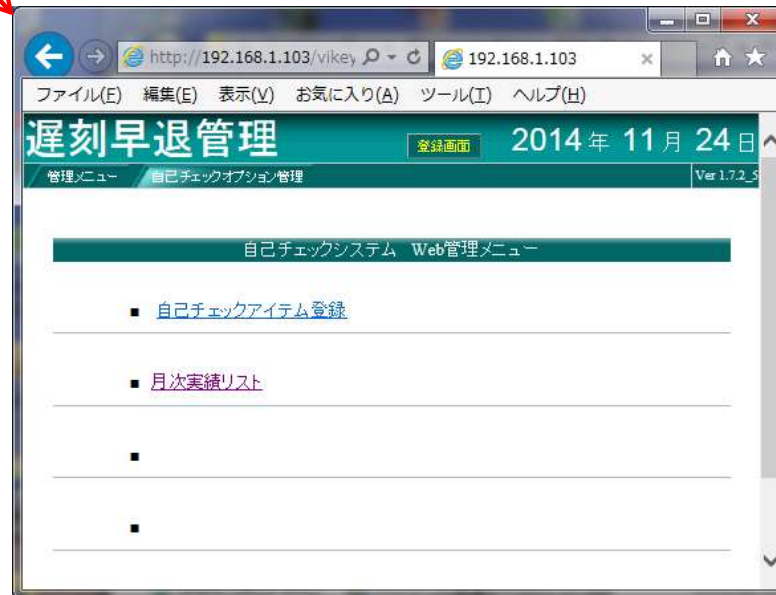 http://192.168.1.103/vikey
192.168.1.103
ファイル(F) 編集(E) 表示(V) お気に入り(A) ツール(T) ヘルプ(H)
遅刻早退管理 登録画面 2014 年 11 月 24 日
管理メニュー 自己チェックオプション管理 Ver 1.7.2_5
自己チェックシステム Web管理メニュー
自己チェックアイテム登録
月次実績リスト